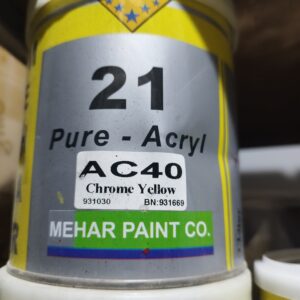 21
Pure - Acryl
AC40
Chrome Yellow
931030 BN:931669
MEHAR PAINT CO.